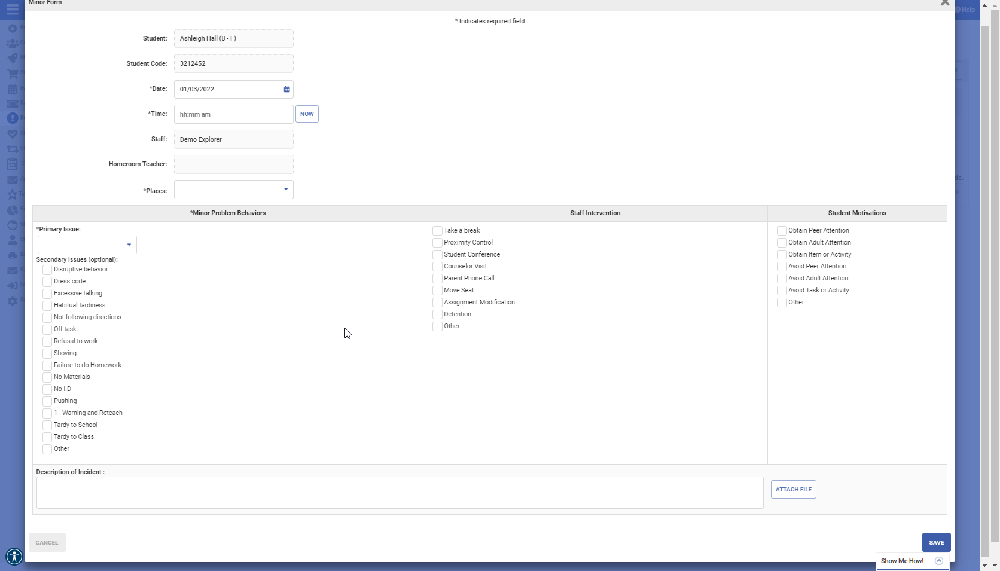 Minor Form
Help
* Indicates required field
Student: Ashleigh Hall (8 - F)
Student Code: 3212452
*Date: 01/03/2022
*Time: hh:mm am NOW
Staff: Demo Explorer
Homeroom Teacher:
*Places:
*Minor Problem Behaviors Staff Intervention Student Motivations
*Primary Issue:
Secondary Issues (optional):
Disruptive behavior
Dress code
Excessive talking
Habitual tardiness
Not following directions
Off task
Refusal to work
Shoving
Failure to do Homework
No Materials
No I.D
Pushing
1 - Warning and Reteach
Tardy to School
Tardy to Class
Other
Take a break
Proximity Control
Student Conference
Counselor Visit
Parent Phone Call
Move Seat
Assignment Modification
Detention
Other
Obtain Peer Attention
Obtain Adult Attention
Obtain Item or Activity
Avoid Peer Attention
Avoid Adult Attention
Avoid Task or Activity
Other
Description of Incident :
ATTACH FILE
CANCEL
SAVE
Show Me How!